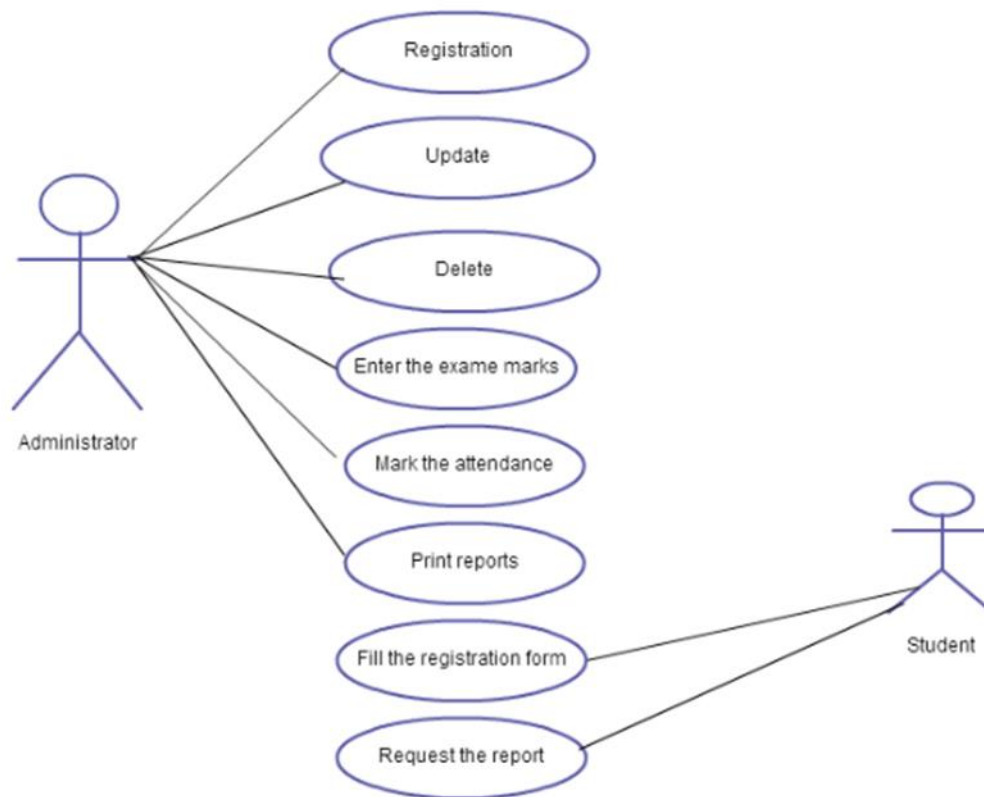 Registration
Update
Delete
Enter the exame marks
Administrator
Mark the attendance
Print reports
Fill the registration form
Student
Request the report